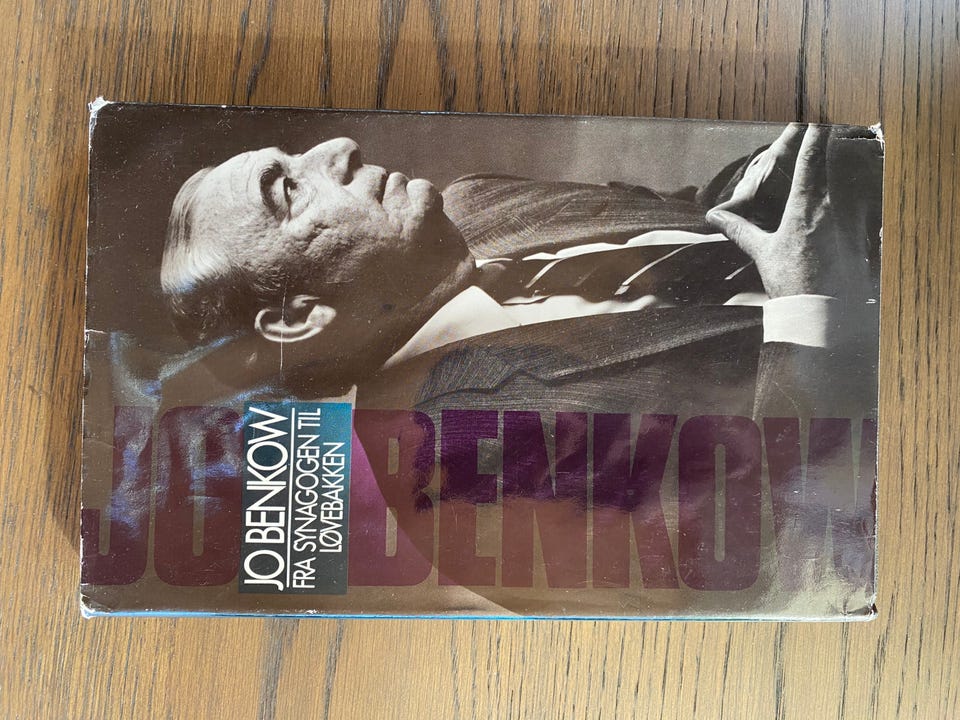 JO BENKOW
JO BENKOW
FRA SYNAGOGEN TIL
LØVEBAKKEN